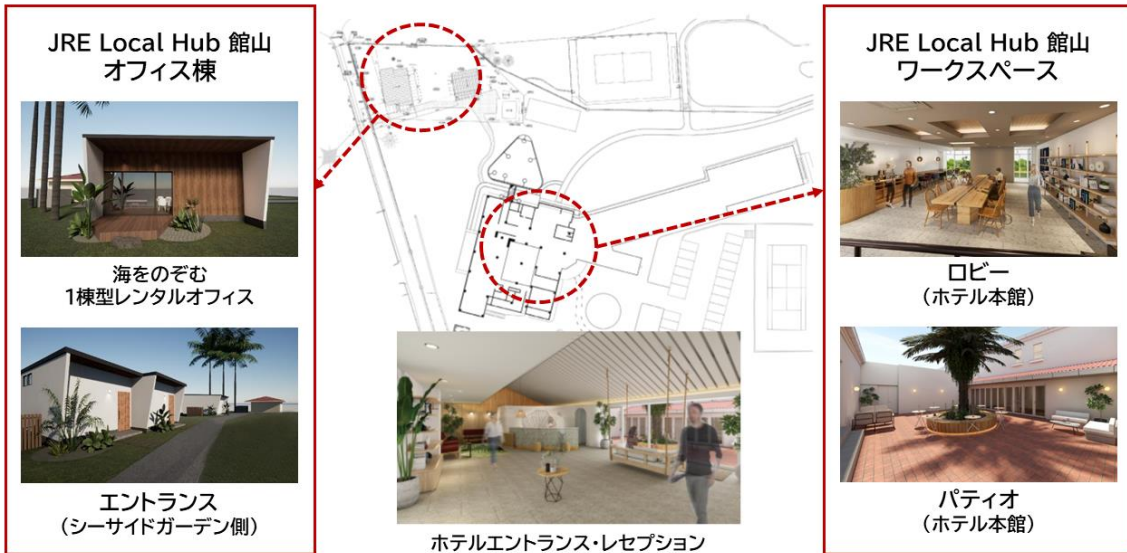 JRE Local Hub 館山
オフィス棟
海をのぞむ
1棟型レンタルオフィス
エントランス
(シーサイドガーデン側)
ホテルエントランス・レセプション
JRE Local Hub 館山
ワークスペース
ロビー
(ホテル本館)
パティオ
(ホテル本館)